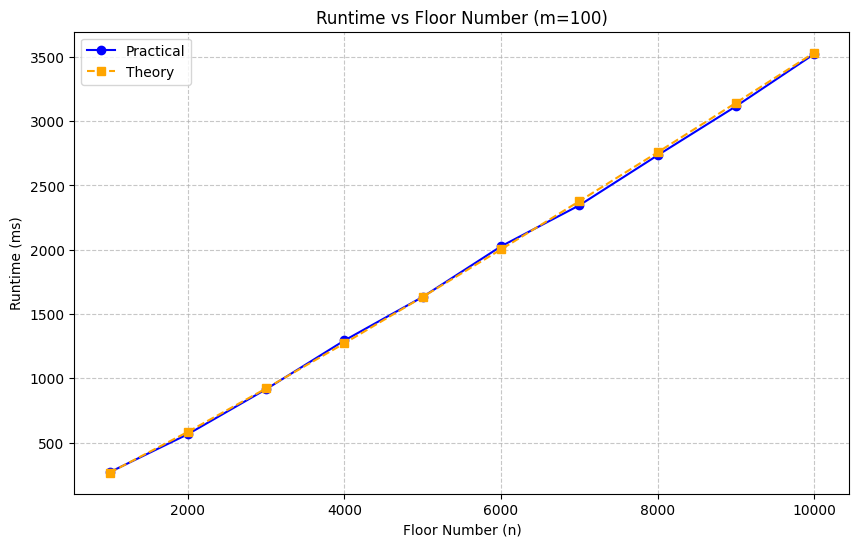 Runtime vs Floor Number (m=100)
Practical
Theory
3500
3000
2500
2000
1500
1000
500
Runtime (ms)
2000
4000
6000
8000
10000
Floor Number (n)